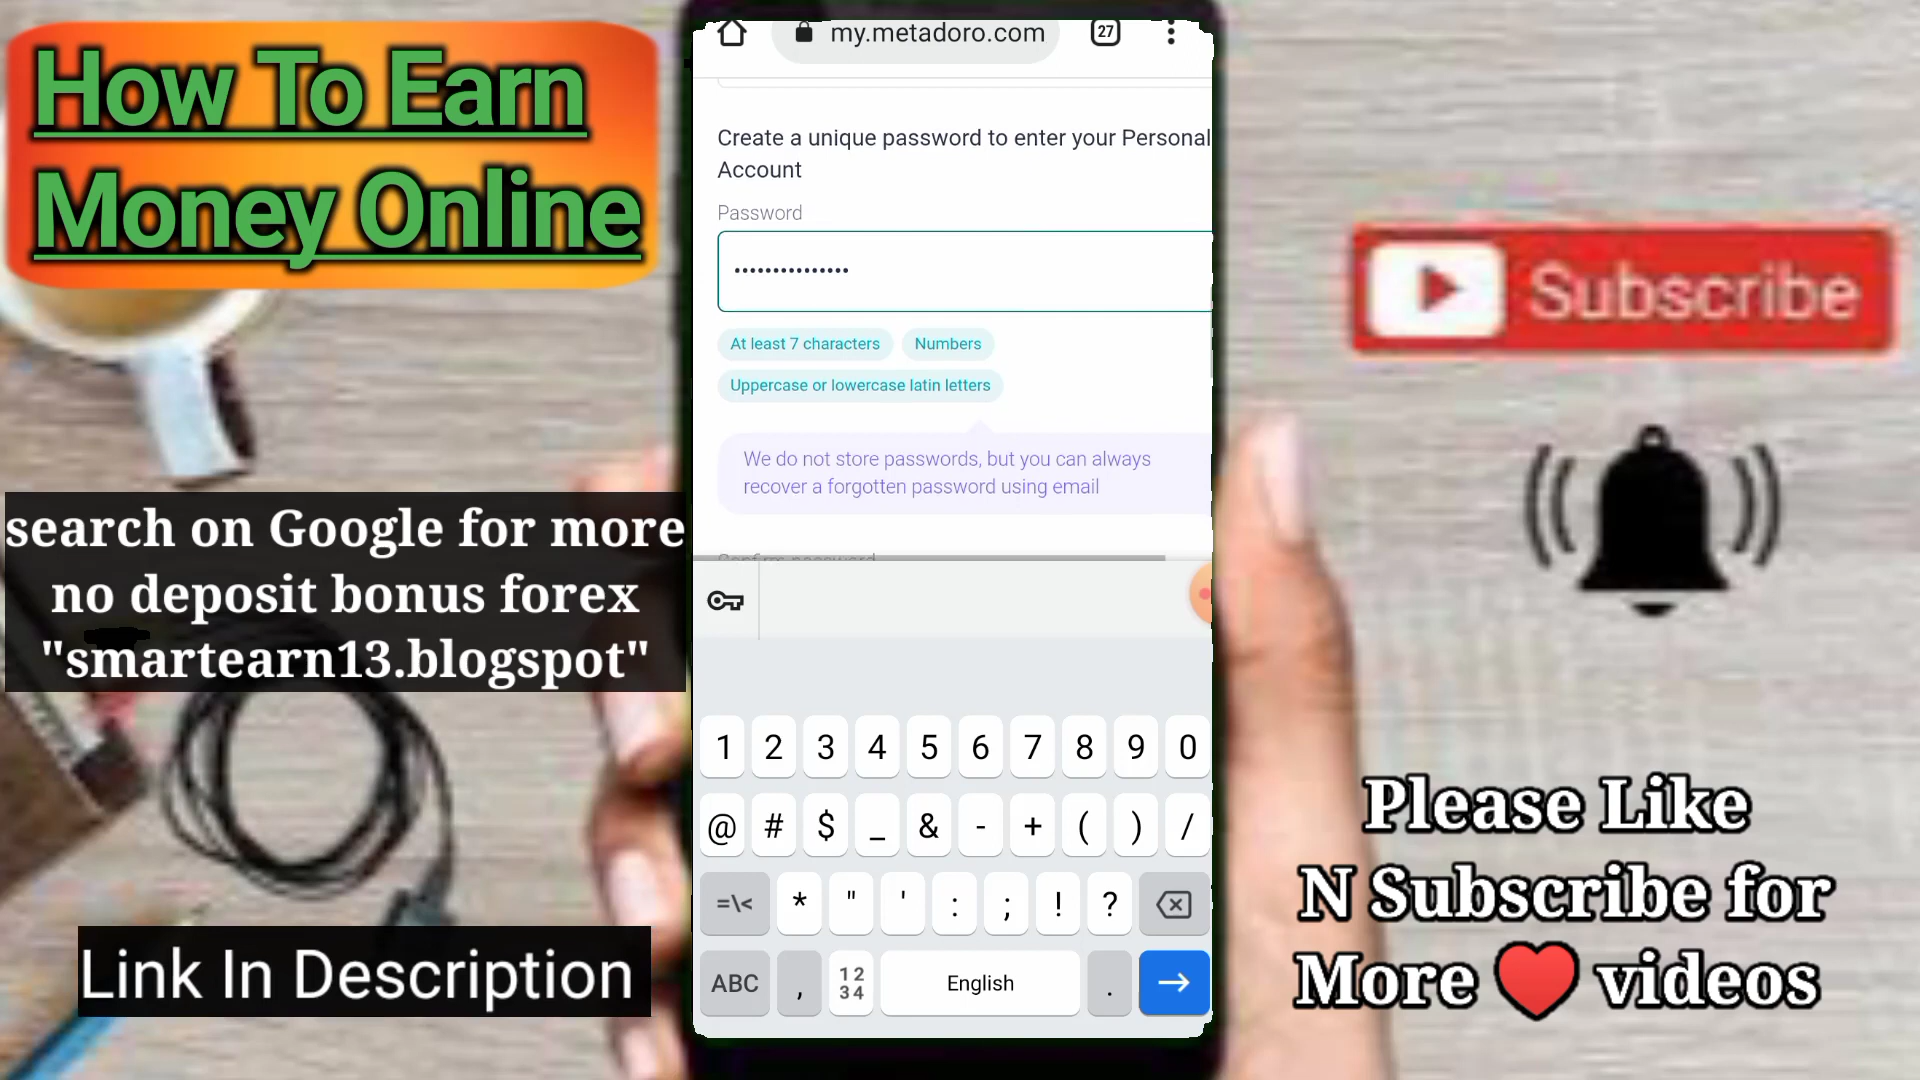 How To Earn
Money Online
search on Google for more
no deposit bonus forex
"smartearn13.blogspot"
Link In Description
my.metadoro.com
27
Create a unique password to enter your Personal
Account
Password
•••••••••••••••
At least 7 characters
Numbers
Uppercase or lowercase latin letters
We do not store passwords, but you can always
recover a forgotten password using email
Confirm password
1 2 3 4 5 6 7 8 9 0
@ # $ _ & - + ( ) /
=\< * " ' : ; ! ?
ABC , 12 34 English .
Subscribe
Please Like
N Subscribe for
More ❤ videos